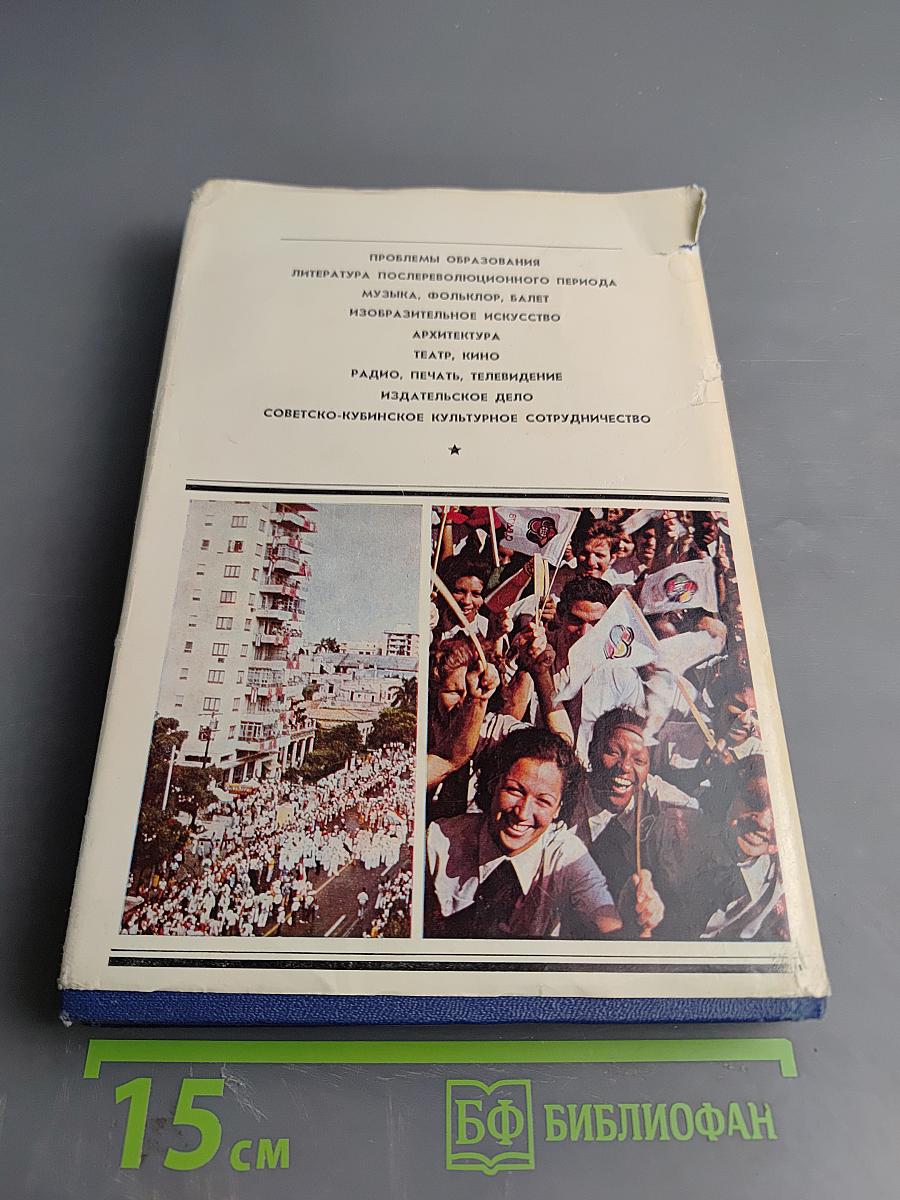 ПРОБЛЕМЫ ОБРАЗОВАНИЯ
ЛИТЕРАТУРА ПОСЛЕРЕВОЛЮЦИОННОГО ПЕРИОДА
МУЗЫКА, ФОЛЬКЛОР, БАЛЕТ
ИЗОБРАЗИТЕЛЬНОЕ ИСКУССТВО
АРХИТЕКТУРА
ТЕАТР, КИНО
РАДИО, ПЕЧАТЬ, ТЕЛЕВИДЕНИЕ
ИЗДАТЕЛЬСКОЕ ДЕЛО
СОВЕТСКО-КУБИНСКОЕ КУЛЬТУРНОЕ СОТРУДНИЧЕСТВО
15 см
БФ БИБЛИОФАН